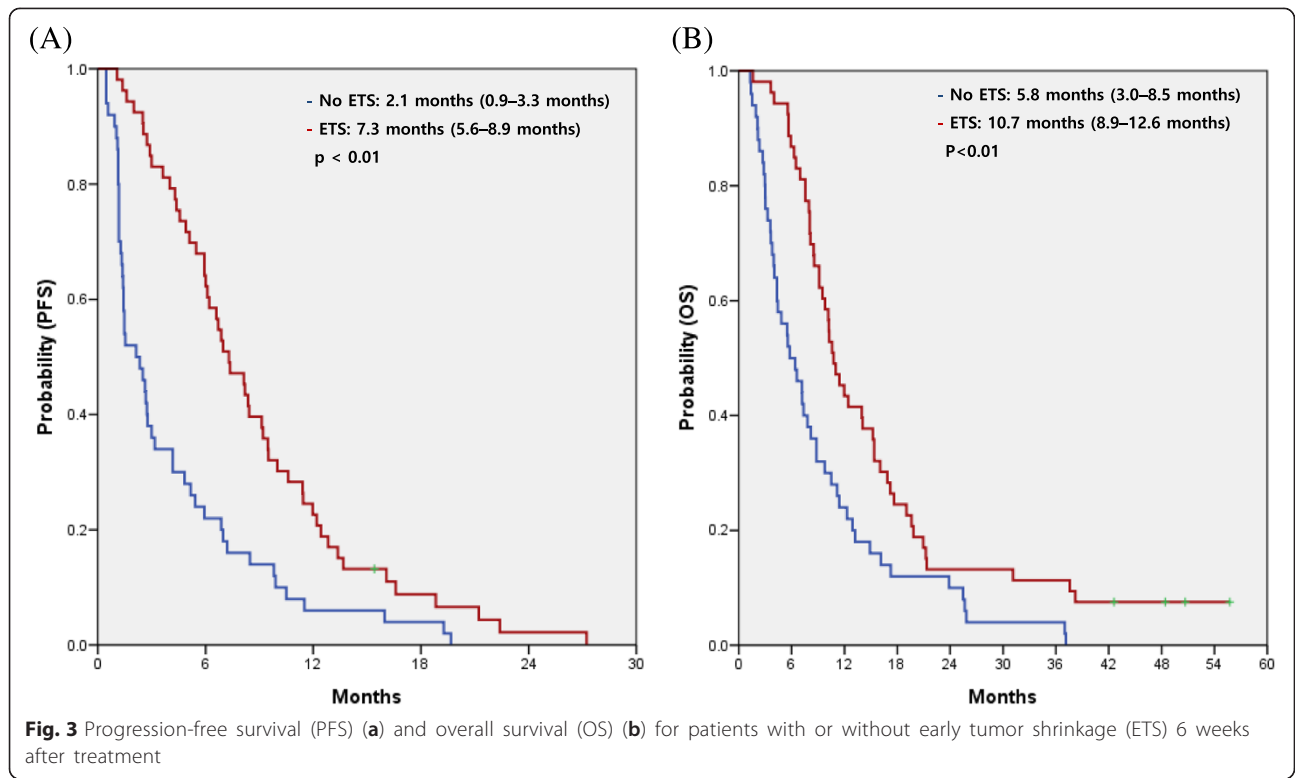 (A)
- No ETS: 2.1 months (0.9–3.3 months)
- ETS: 7.3 months (5.6–8.9 months)
p < 0.01
Probability (PFS)
1.0
0.8
0.6
0.4
0.2
0.0
0 6 12 18 24 30
Months
(B)
- No ETS: 5.8 months (3.0–8.5 months)
- ETS: 10.7 months (8.9–12.6 months)
P<0.01
Probability (OS)
1.0
0.8
0.6
0.4
0.2
0.0
0 6 12 18 24 30 36 42 48 54 60
Months
Fig. 3 Progression-free survival (PFS) (a) and overall survival (OS) (b) for patients with or without early tumor shrinkage (ETS) 6 weeks
after treatment